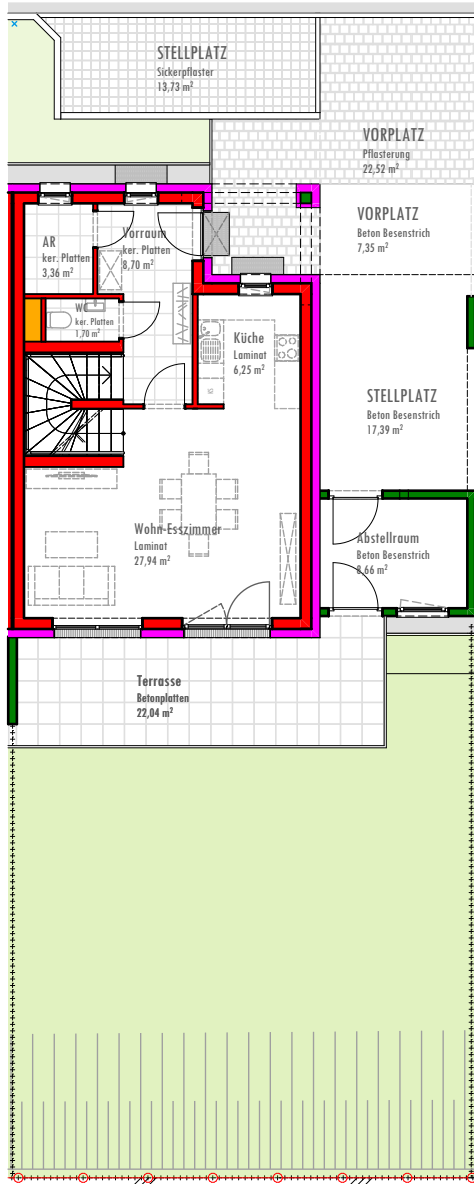 STELLPLATZ
Sickerpflaster
13,73 m²
VORPLATZ
Pflasterung
22,52 m²
VORPLATZ
Beton Besenstrich
7,35 m²
AR
ker. Platten
3,36 m²
Vorraum
ker. Platten
8,70 m²
WC
ker. Platten
1,70 m²
Küche
Laminat
6,25 m²
KS
STELLPLATZ
Beton Besenstrich
17,39 m²
Wohn-Esszimmer
Laminat
27,94 m²
Abstellraum
Beton Besenstrich
8,66 m²
Terrasse
Betonplatten
22,04 m²